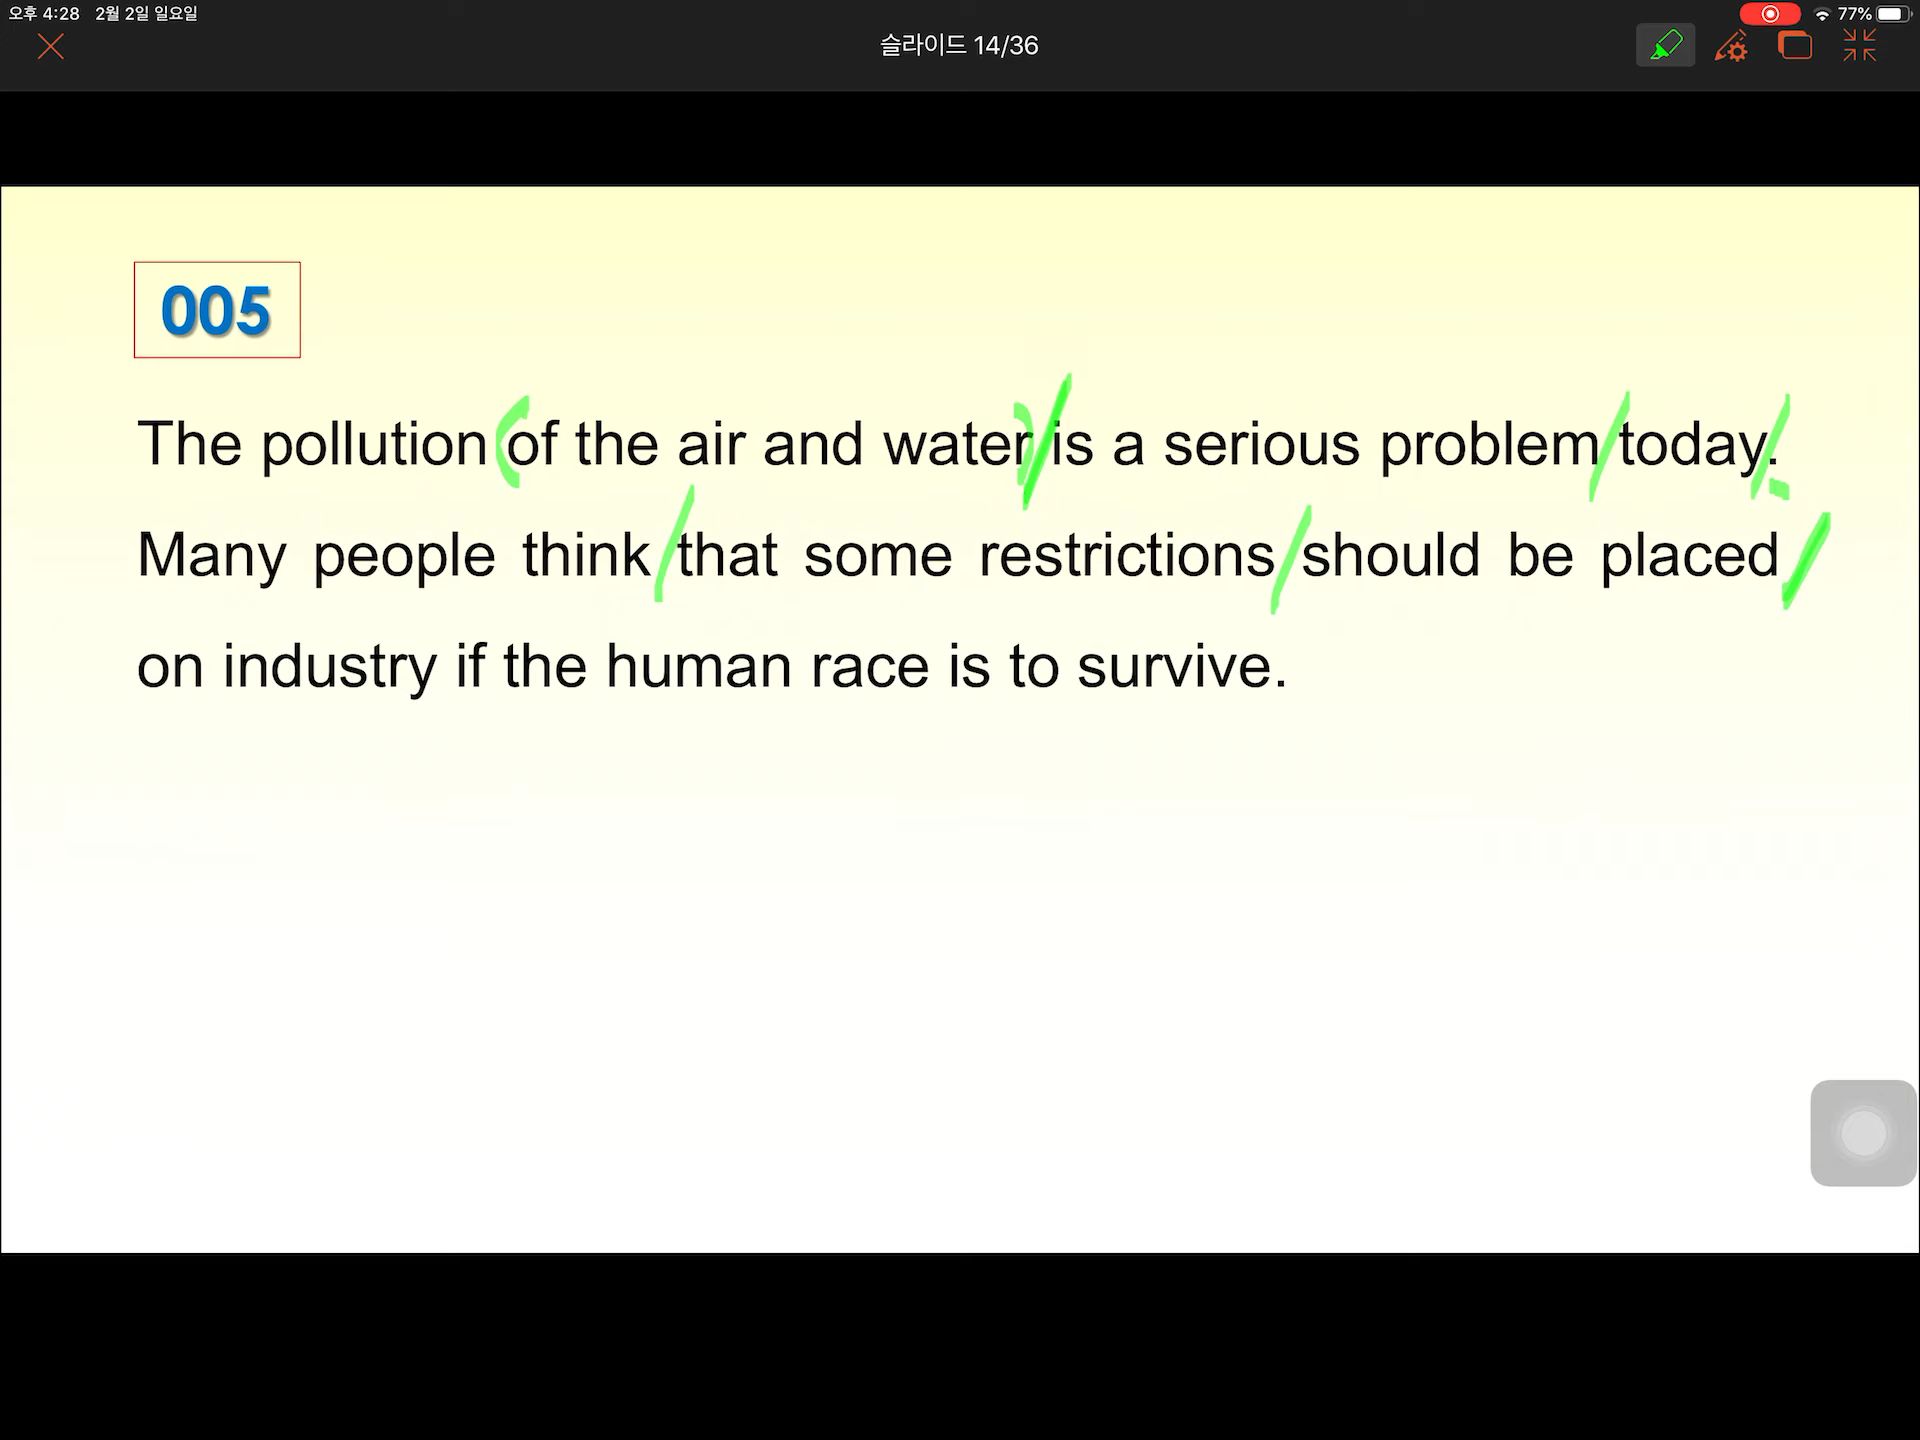 오후 4:28 2월 2일 일요일
77%
슬라이드 14/36
005
The pollution of the air and water is a serious problem today.
Many people think that some restrictions should be placed
on industry if the human race is to survive.